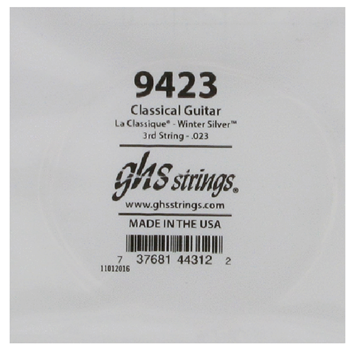 9423
Classical Guitar
La Classique® - Winter Silver™
3rd String - .023
ghs strings®
www.ghsstrings.com
MADE IN THE USA
7 37681 44312 2
11012016